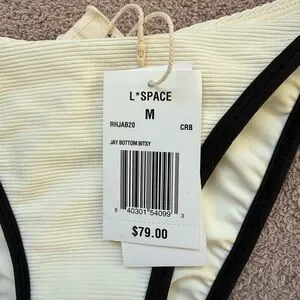 L*SPACE
M
RHJAB20 CRB
JAY BOTTOM BITSY
8 40301 54099 3
$79.00